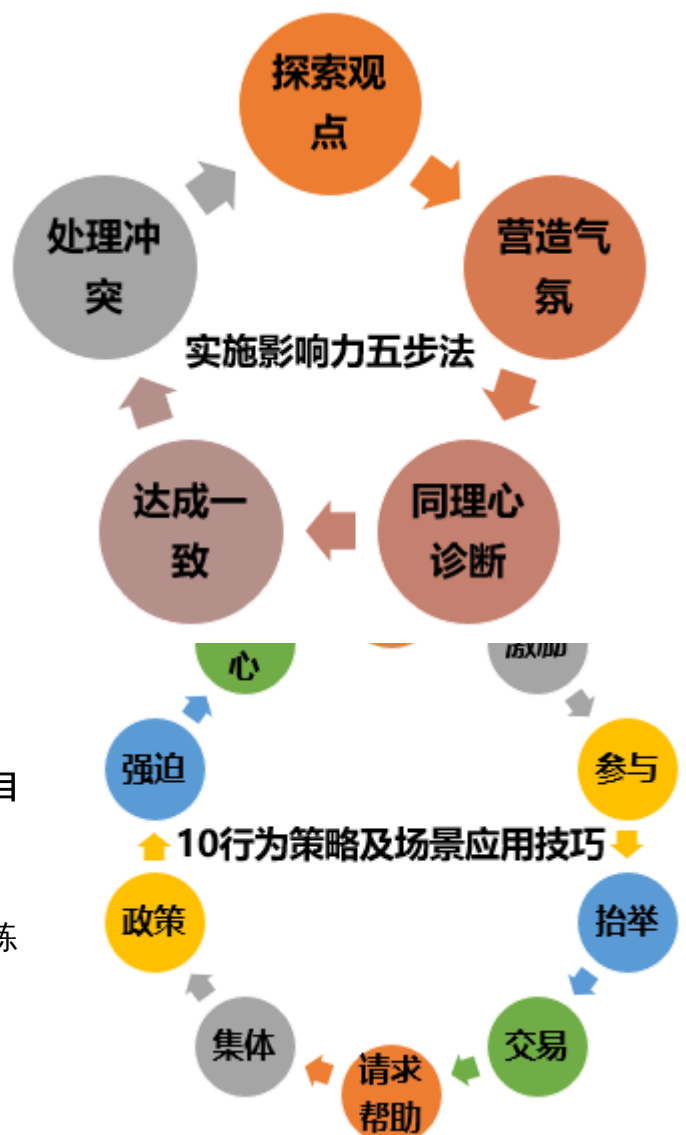 探索观
点
营造气
氛
同理心
诊断
达成一
致
处理冲
突
实施影响力五步法
心
强迫
参与
目
10行为策略及场景应用技巧
政策
抬举
集体
交易
请求
帮助